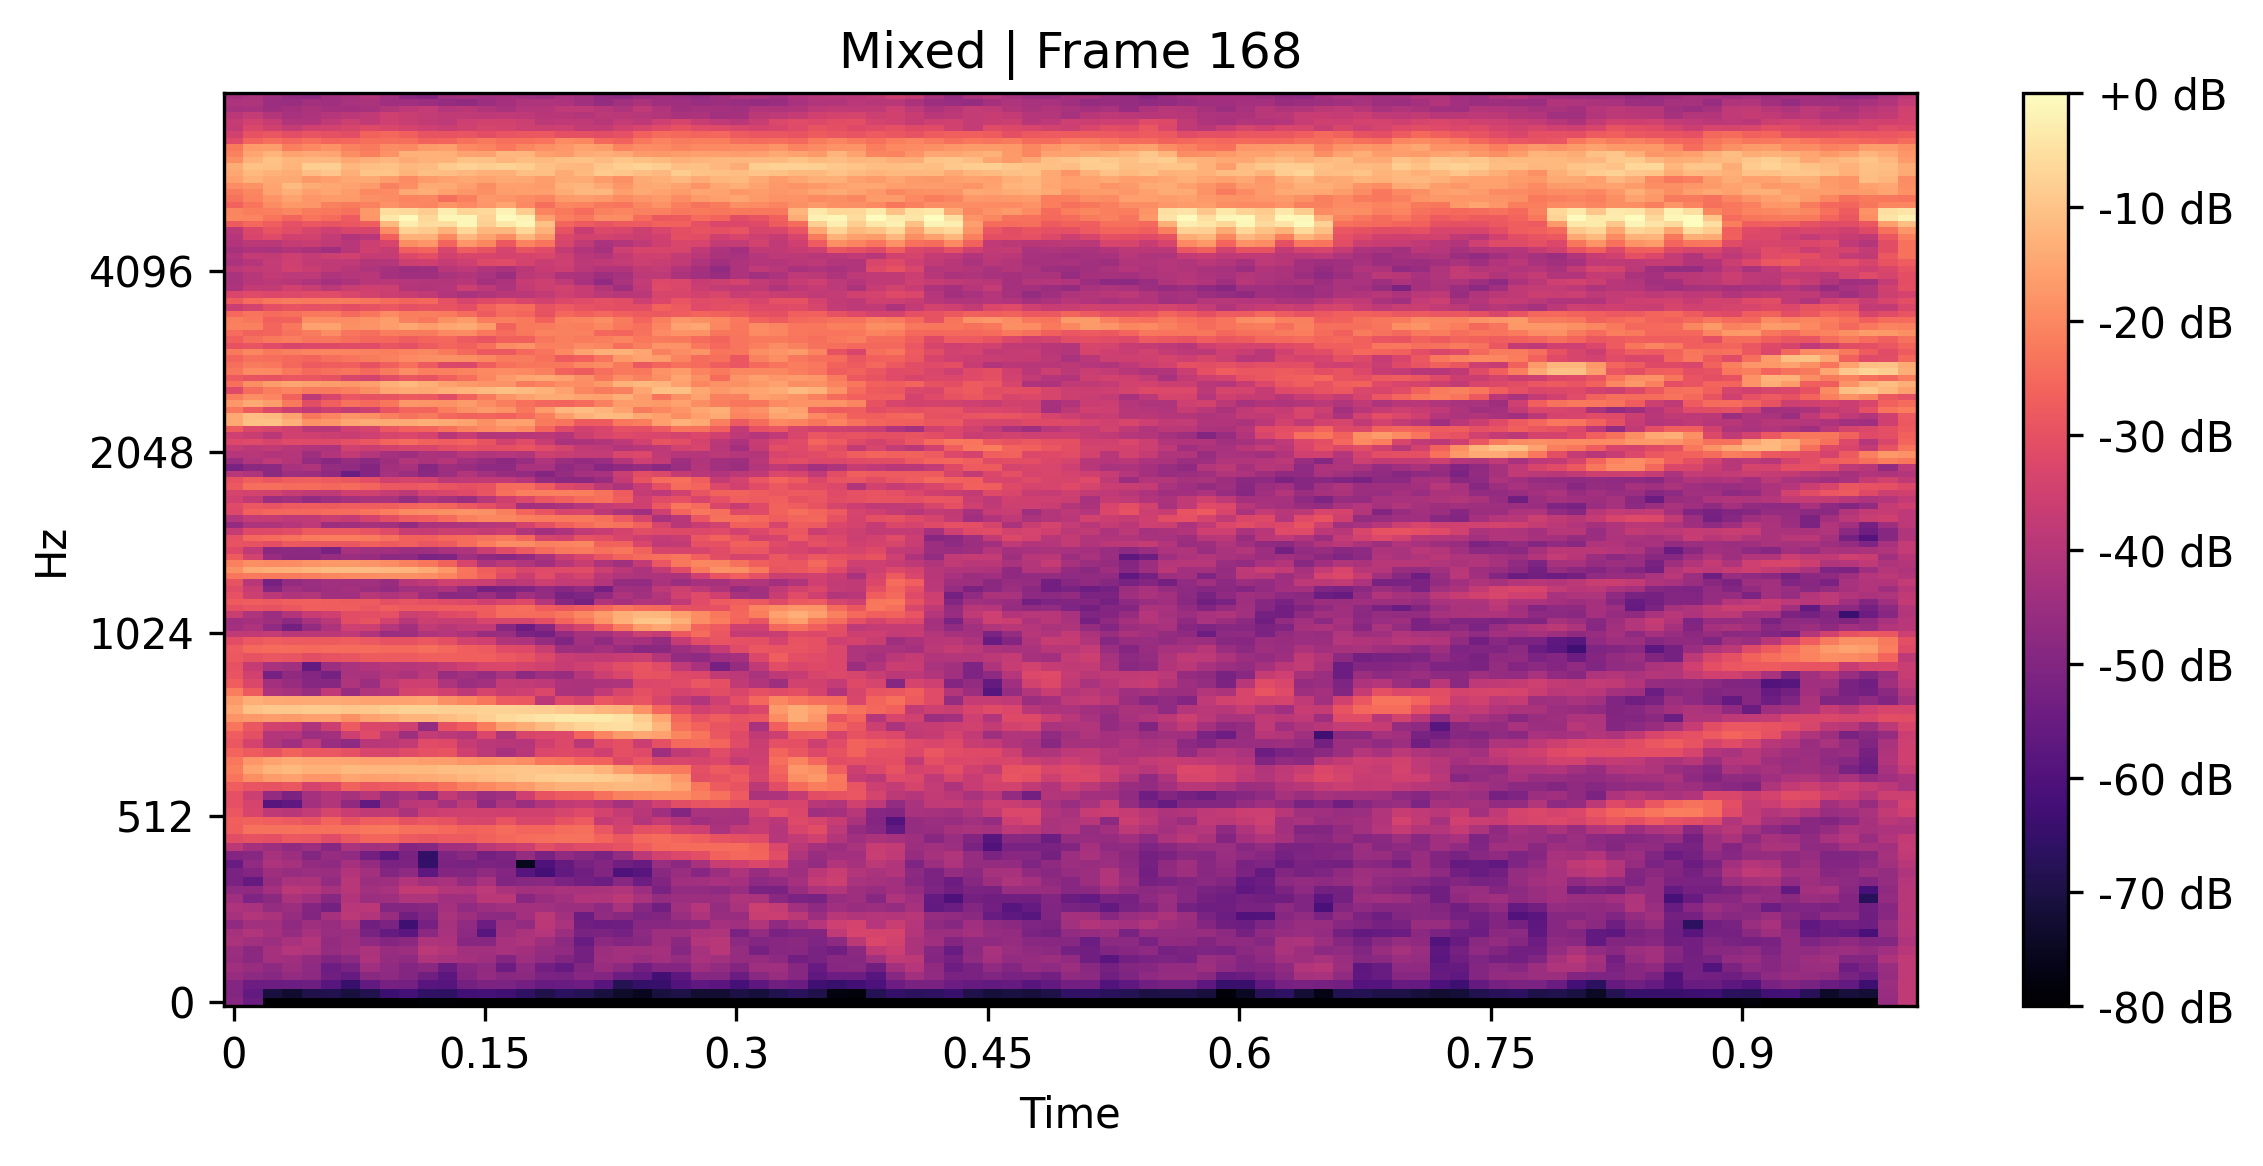 Mixed | Frame 168
Hz
4096
2048
1024
512
0
0 0.15 0.3 0.45 0.6 0.75 0.9
Time
+0 dB
-10 dB
-20 dB
-30 dB
-40 dB
-50 dB
-60 dB
-70 dB
-80 dB